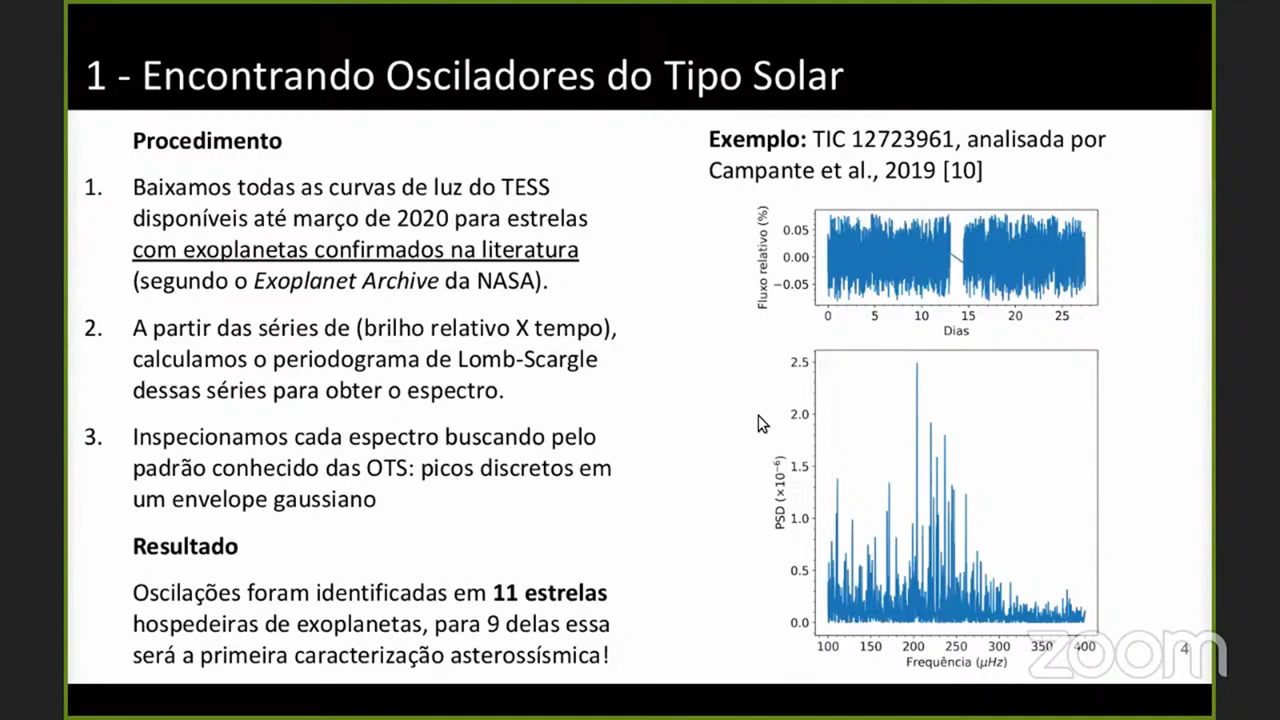 1 - Encontrando Osciladores do Tipo Solar
Procedimento
1. Baixamos todas as curvas de luz do TESS
disponíveis até março de 2020 para estrelas
com exoplanetas confirmados na literatura
(segundo o Exoplanet Archive da NASA).
2. A partir das séries de (brilho relativo X tempo),
calculamos o periodograma de Lomb-Scargle
dessas séries para obter o espectro.
3. Inspecionamos cada espectro buscando pelo
padrão conhecido das OTS: picos discretos em
um envelope gaussiano
Resultado
Oscilações foram identificadas em 11 estrelas
hospedeiras de exoplanetas, para 9 delas essa
será a primeira caracterização asterossísmica!
Exemplo: TIC 12723961, analisada por
Campante et al., 2019 [10]
Fluxo relativo (%)
0.05
0.00
−0.05
0 5 10 15 20 25
Dias
PSD (×10⁻⁶)
2.5
2.0
1.5
1.0
0.5
0.0
100 150 200 250 300 350 400
Frequência (μHz)
zoom
4